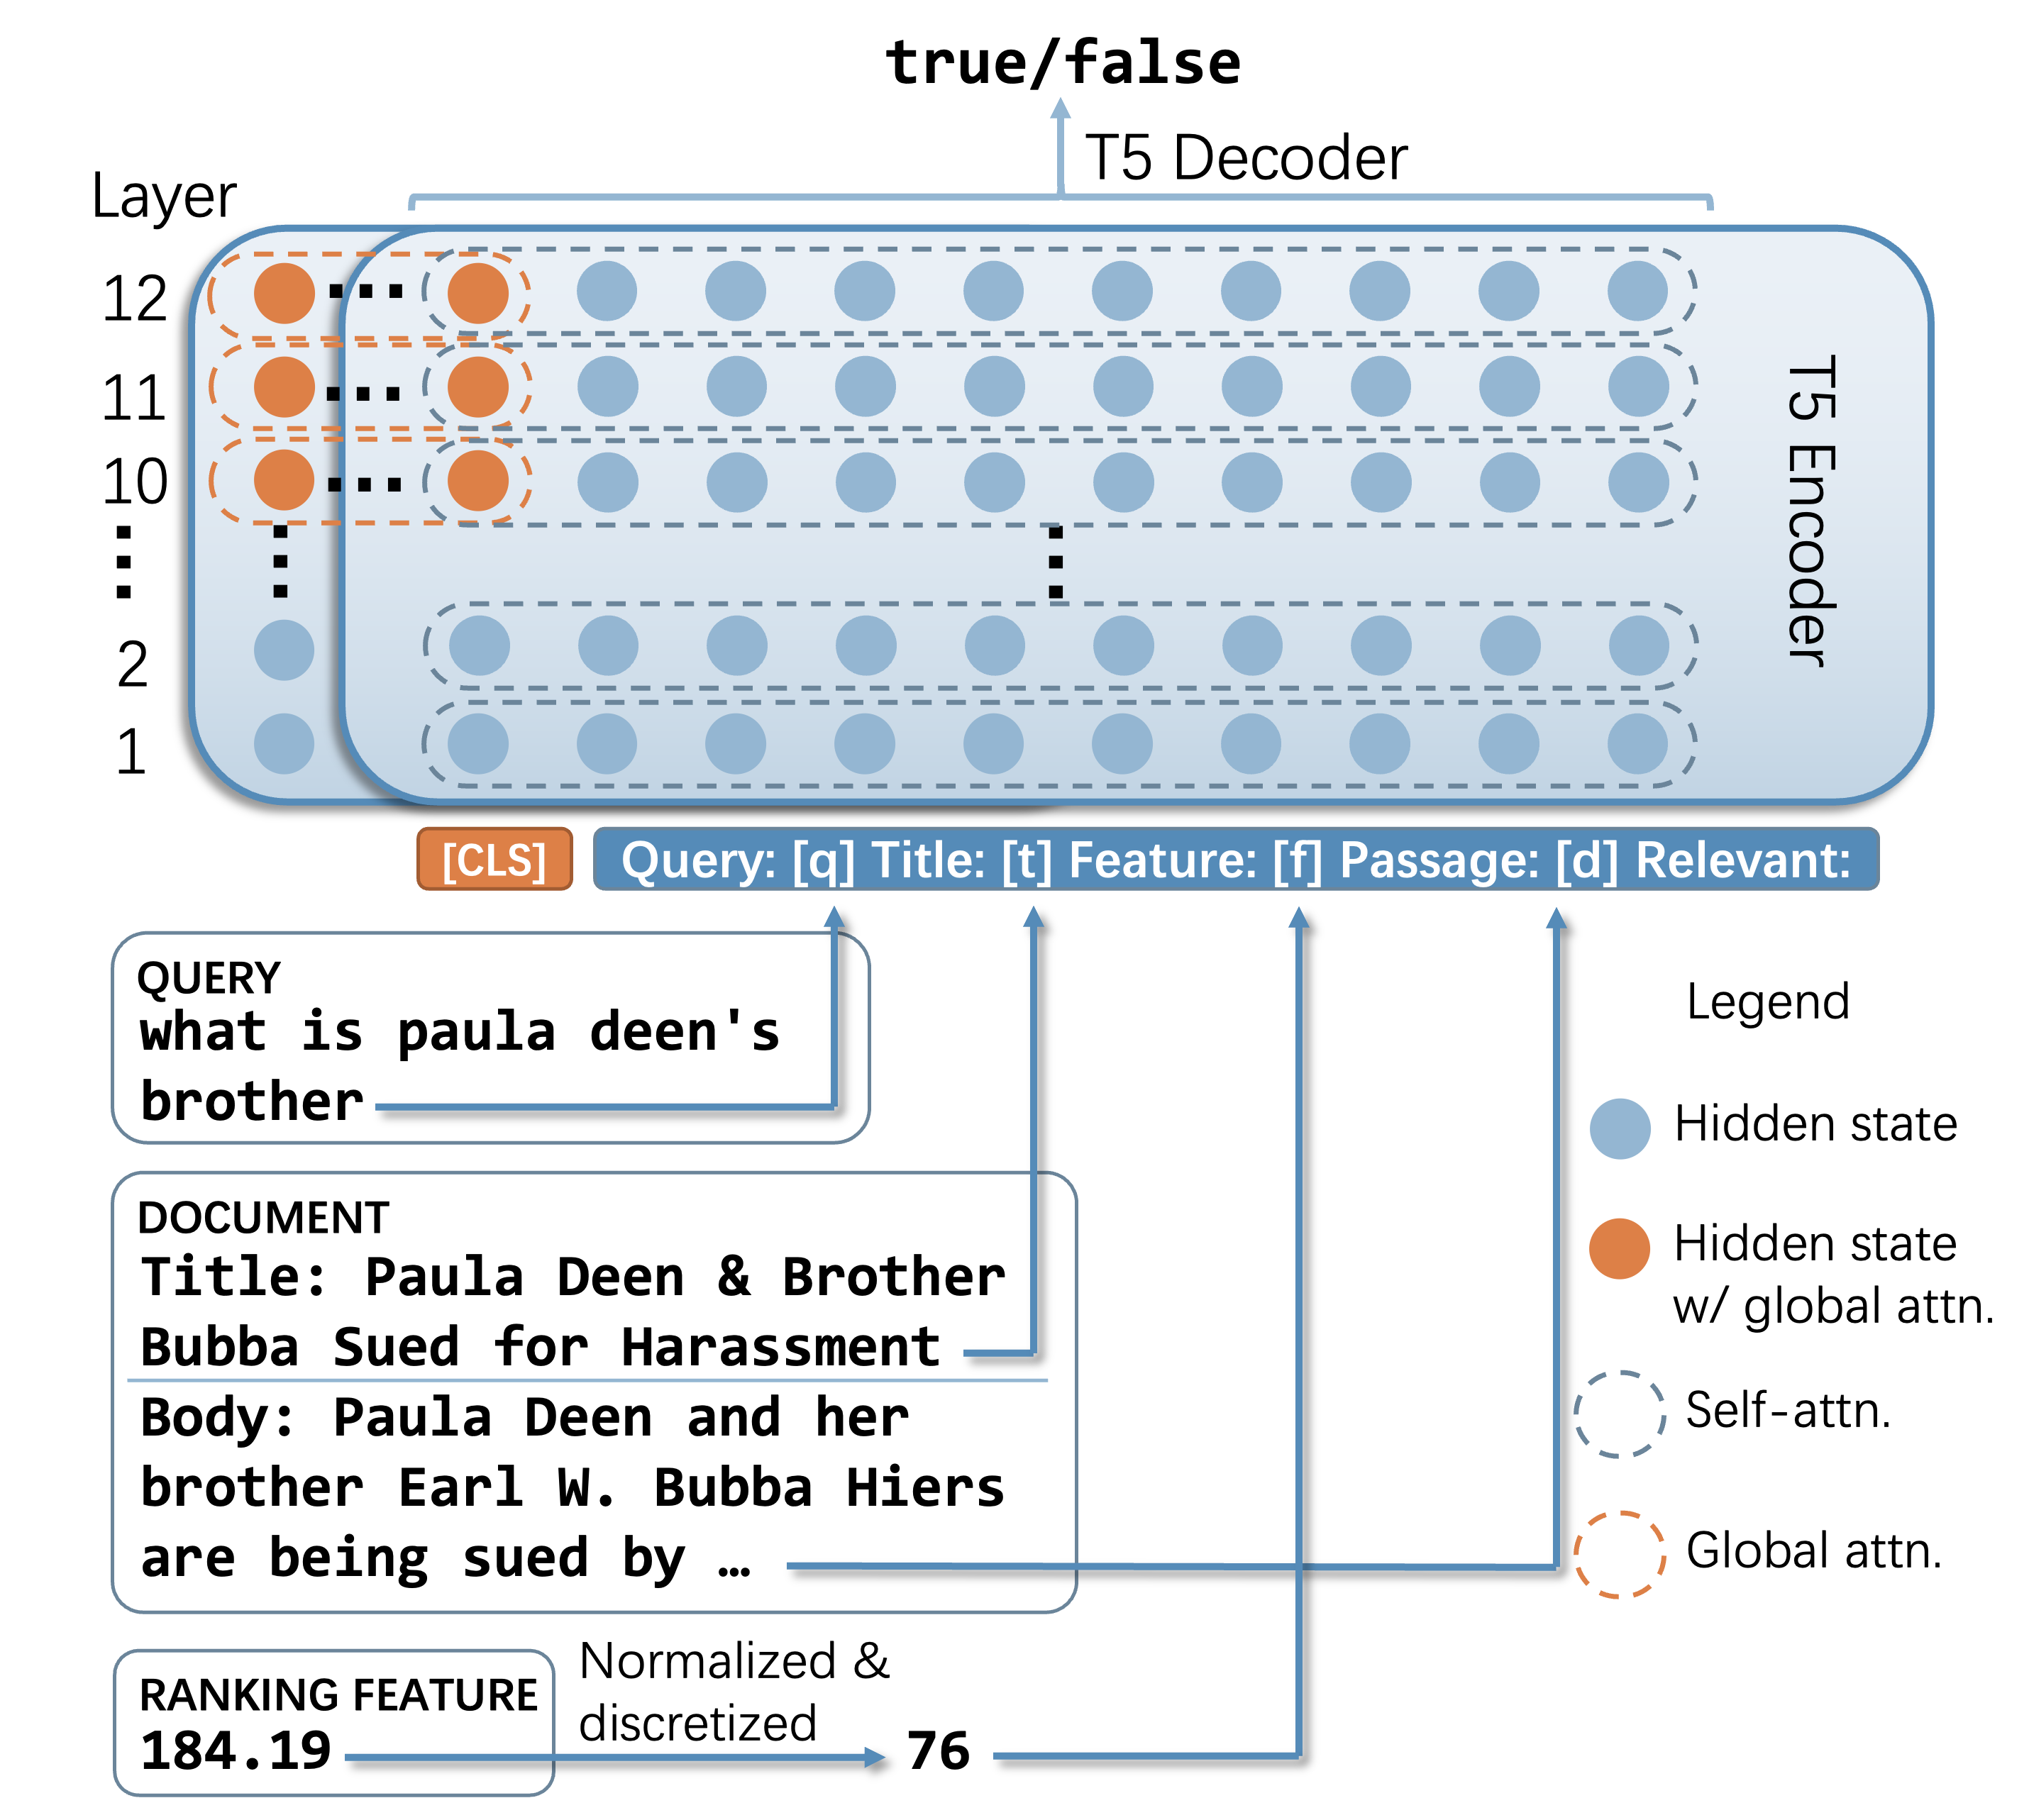 true/false
T5 Decoder
Layer
12
11
10
2
1
T5 Encoder
[CLS]
Query: [q] Title: [t] Feature: [f] Passage: [d] Relevant:
QUERY
what is paula deen's
brother
DOCUMENT
Title: Paula Deen & Brother
Bubba Sued for Harassment
Body: Paula Deen and her
brother Earl W. Bubba Hiers
are being sued by …
RANKING FEATURE
184.19
Normalized &
discretized
76
Legend
Hidden state
Hidden state
w/ global attn.
Self-attn.
Global attn.